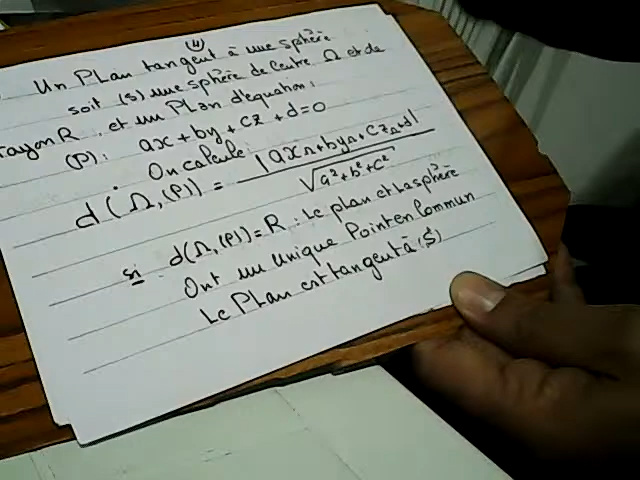 (4)
Un Plan tangent à une sphère
soit (S) une sphère de Centre Ω et de
rayon R, et un Plan d'equation:
(P): ax + by + cz + d = 0
On calcule:
d(Ω,(P)) = |axΩ + byΩ + czΩ + d| / √a²+b²+c²
si d(Ω,(P)) = R: Le plan et la sphère
Ont un unique Point en Commun
Le Plan est tangent à (S)